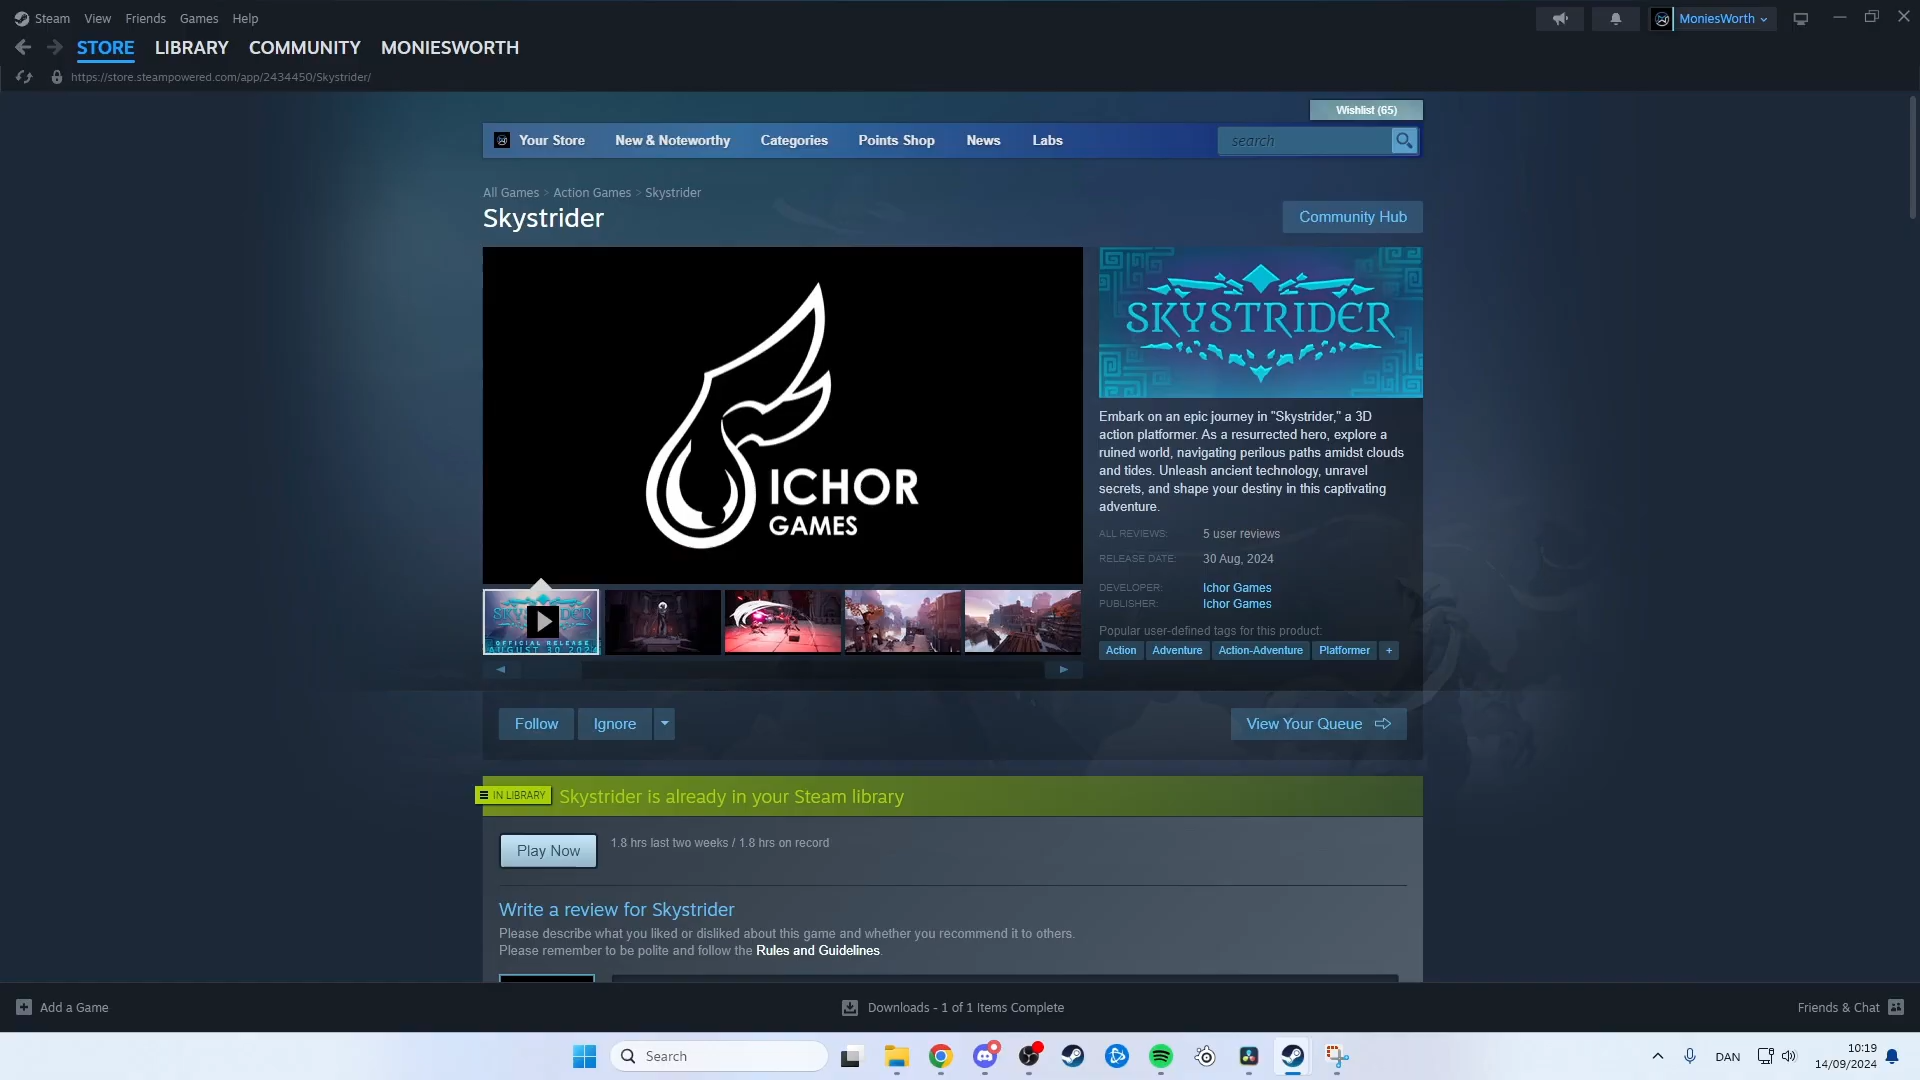 Steam View Friends Games Help
MoniesWorth
STORE LIBRARY COMMUNITY MONIESWORTH
https://store.steampowered.com/app/2434450/Skystrider/
Wishlist (65)
Your Store New & Noteworthy Categories Points Shop News Labs
search
All Games > Action Games > Skystrider
Skystrider
Community Hub
ICHOR
GAMES
SKYSTRIDER
Embark on an epic journey in "Skystrider," a 3D
action platformer. As a resurrected hero, explore a
ruined world, navigating perilous paths amidst clouds
and tides. Unleash ancient technology, unravel
secrets, and shape your destiny in this captivating
adventure.
ALL REVIEWS: 5 user reviews
RELEASE DATE: 30 Aug, 2024
DEVELOPER: Ichor Games
PUBLISHER: Ichor Games
Popular user-defined tags for this product:
Action Adventure Action-Adventure Platformer +
SKYSTRIDER
OFFICIAL RELEASE
AUGUST 30 2024
Follow Ignore
View Your Queue
IN LIBRARY Skystrider is already in your Steam library
Play Now 1.8 hrs last two weeks / 1.8 hrs on record
Write a review for Skystrider
Please describe what you liked or disliked about this game and whether you recommend it to others.
Please remember to be polite and follow the Rules and Guidelines.
Add a Game
Downloads - 1 of 1 Items Complete
Friends & Chat
Search
DAN
10:19
14/09/2024